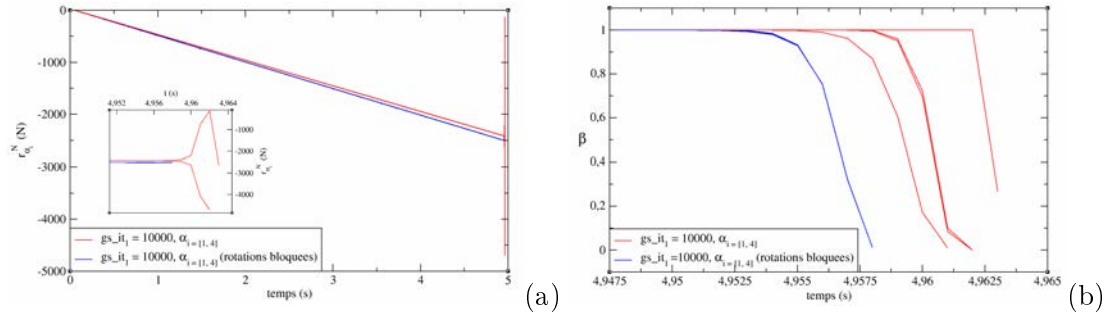 0
-1000
-2000
-3000
-4000
-5000
r_{α_i}^N (N)
t (s)
4,952 4,956 4,96 4,964
-1000
-2000
-3000
-4000
r_{α_i}^N (N)
gs_it_1 = 10000, α_{i = [1, 4]}
gs_it_1 = 10000, α_{i = [1, 4]} (rotations bloquees)
0 1 2 3 4 5
temps (s)
(a)
1
0,8
0,6
0,4
0,2
0
β
gs_it_1 = 10000, α_{i = [1, 4]}
gs_it_1 =10000, α_{i = [1, 4]} (rotations bloquees)
4,9475 4,95 4,9525 4,955 4,9575 4,96 4,9625 4,965
temps (s)
(b)